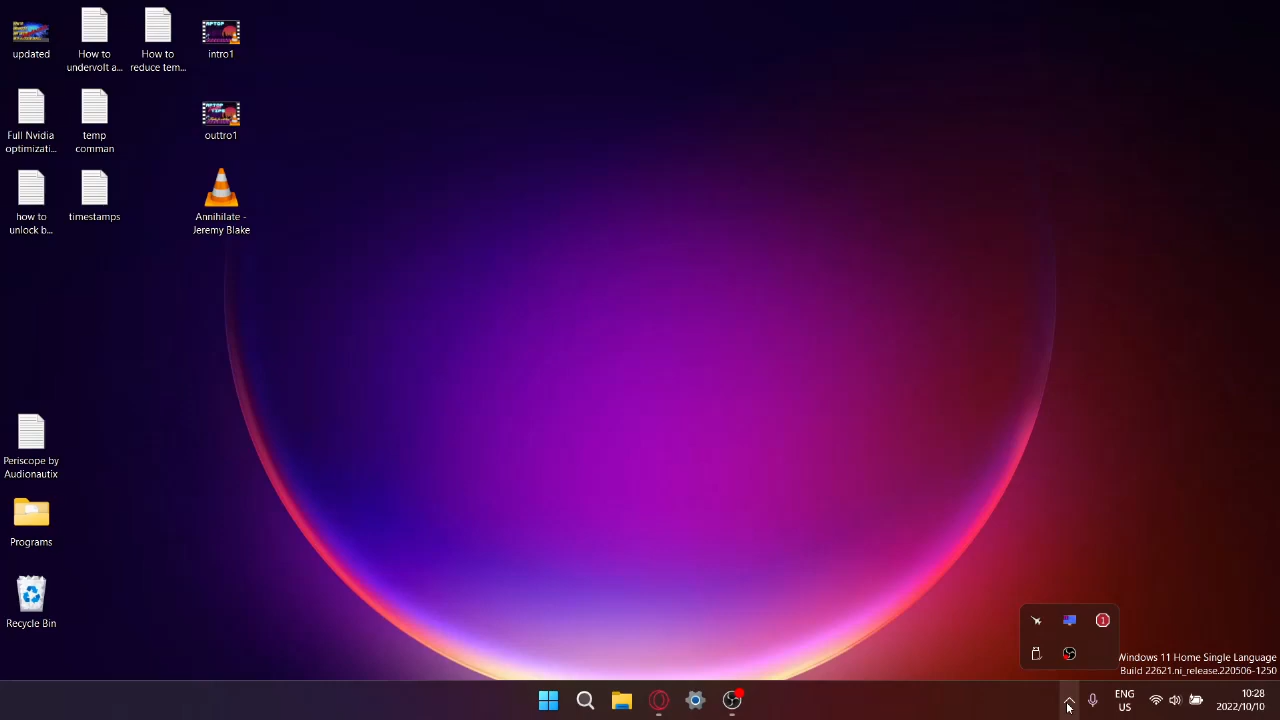 updated
How to
undervolt a...
How to
reduce tem...
intro1
Full Nvidia
optimizati...
temp
comman
outtro1
how to
unlock b...
timestamps
Annihilate -
Jeremy Blake
Periscope by
Audionautix
Programs
Recycle Bin
1
Windows 11 Home Single Language
Build 22621.ni_release.220506-1250
ENG
US
10:28
2022/10/10